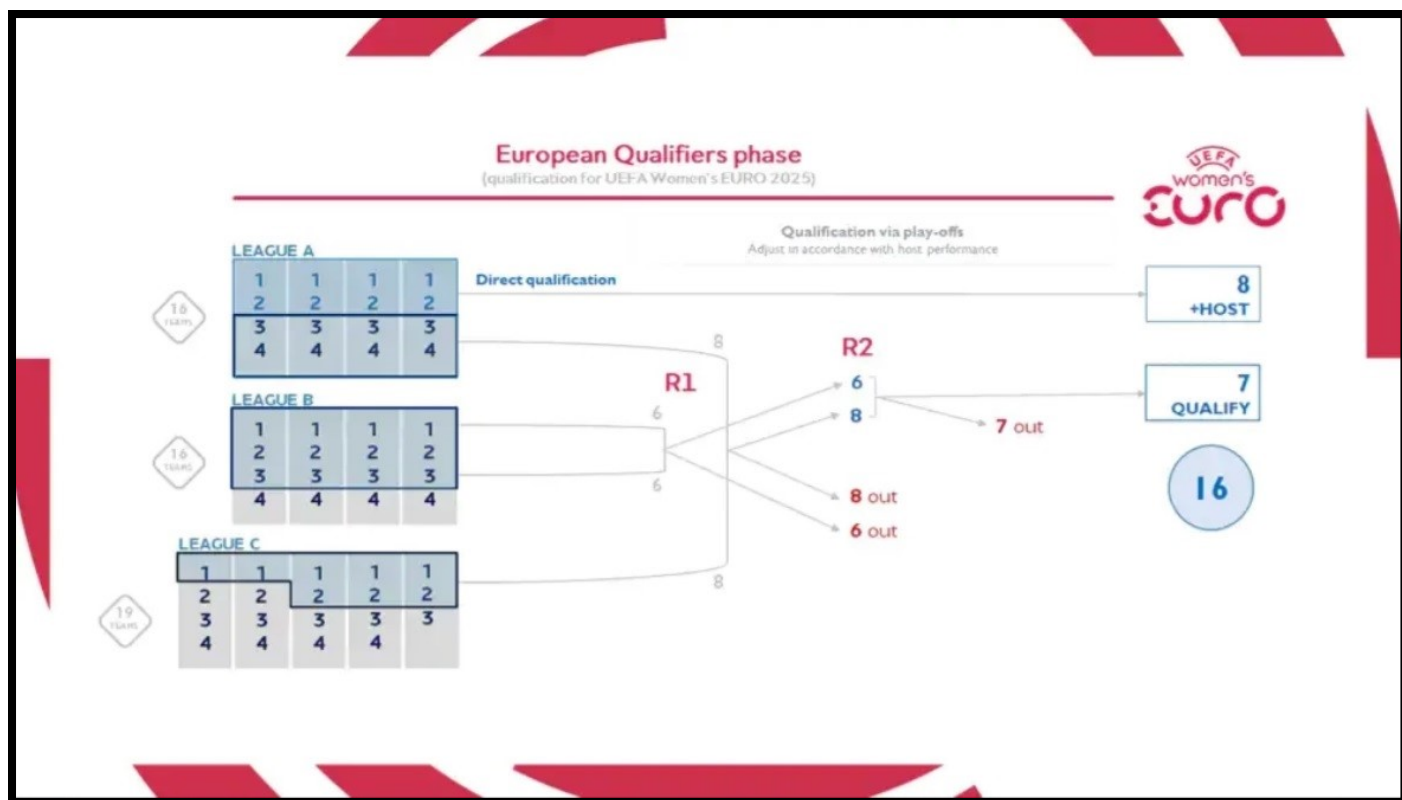 European Qualifiers phase
(qualification for UEFA Women's EURO 2025)
UEFA
women's
EURO
Qualification via play-offs
Adjust in accordance with host performance
LEAGUE A
16
TEAMS
1 1 1 1
2 2 2 2
3 3 3 3
4 4 4 4
Direct qualification
8
+HOST
8
R1
R2
6
8
7 out
7
QUALIFY
LEAGUE B
16
TEAMS
1 1 1 1
2 2 2 2
3 3 3 3
4 4 4 4
6
6
8 out
6 out
16
LEAGUE C
19
TEAMS
1 1 1 1 1
2 2 2 2 2
3 3 3 3 3
4 4 4 4
8